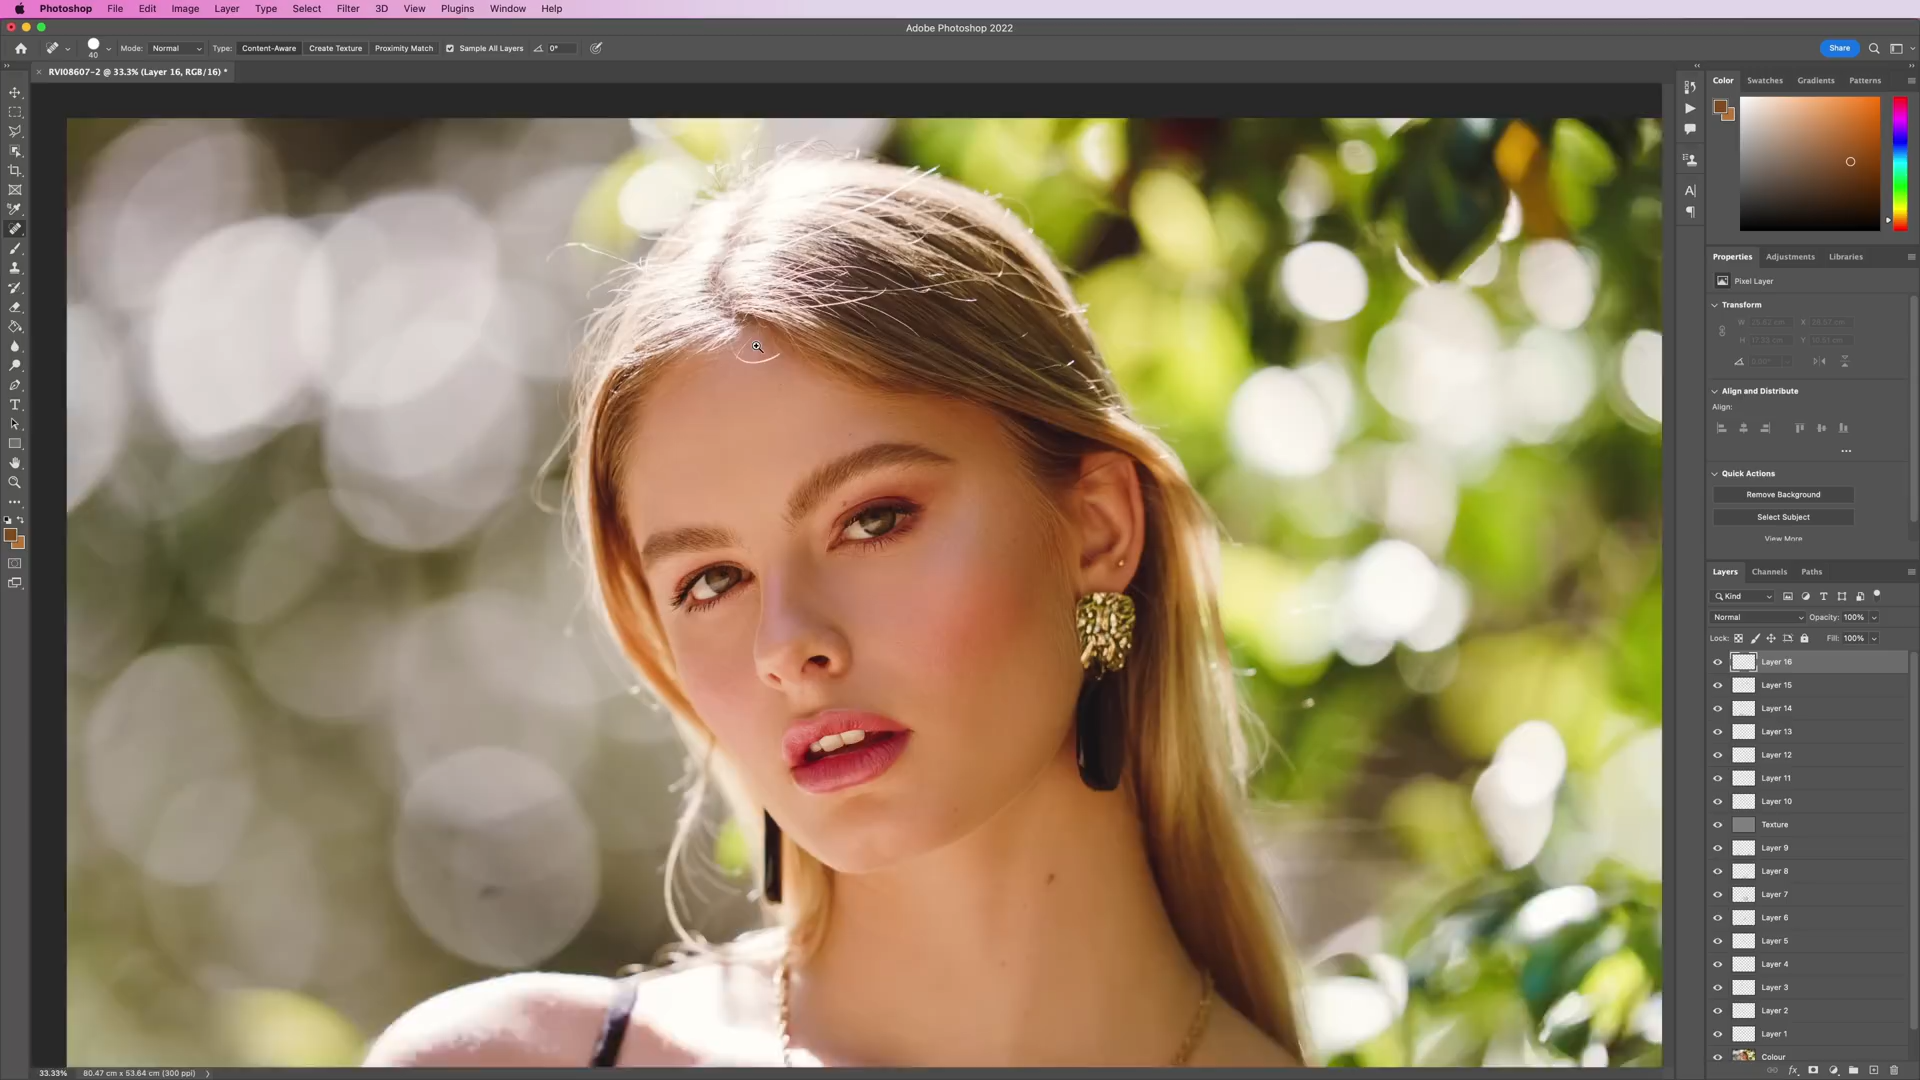 Photoshop File Edit Image Layer Type Select Filter 3D View Plugins Window Help
Adobe Photoshop 2022
40 Mode: Normal Type: Content-Aware Create Texture Proximity Match Sample All Layers 0° Share
RVI08607-2 @ 33.3% (Layer 16, RGB/16) *
Color Swatches Gradients Patterns
Properties Adjustments Libraries
Pixel Layer
Transform
Align and Distribute
Align:
Quick Actions
Remove Background
Select Subject
View More
Layers Channels Paths
Kind
Normal Opacity: 100%
Lock: Fill: 100%
Layer 16
Layer 15
Layer 14
Layer 13
Layer 12
Layer 11
Layer 10
Texture
Layer 9
Layer 8
Layer 7
Layer 6
Layer 5
Layer 4
Layer 3
Layer 2
Layer 1
Colour
33.33% 80.47 cm x 53.64 cm (300 ppi)